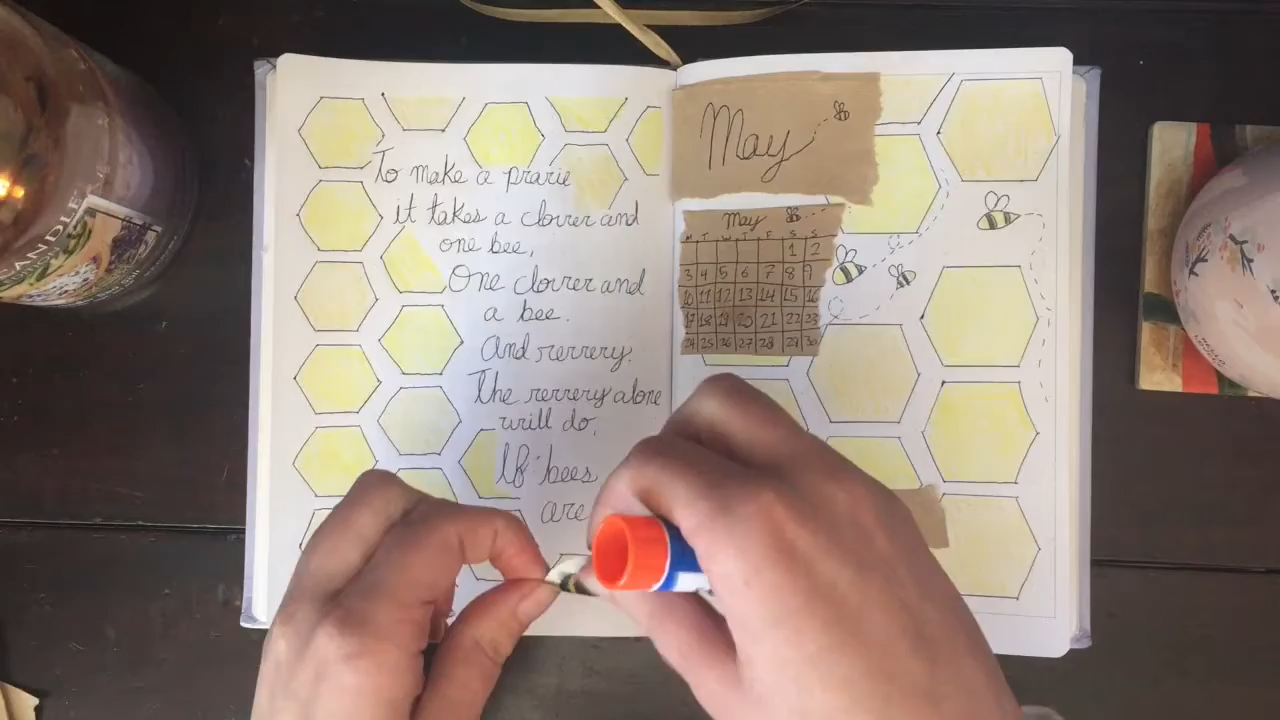 To make a prarie
it takes a clover and
one bee,
One clover and
a bee.
And revery.
The revery alone
will do,
If bees
are
May
May
M T W T F S S
1 2
3 4 5 6 7 8 9
10 11 12 13 14 15 16
17 18 19 20 21 22 23
24 25 26 27 28 29 30
CANDLE